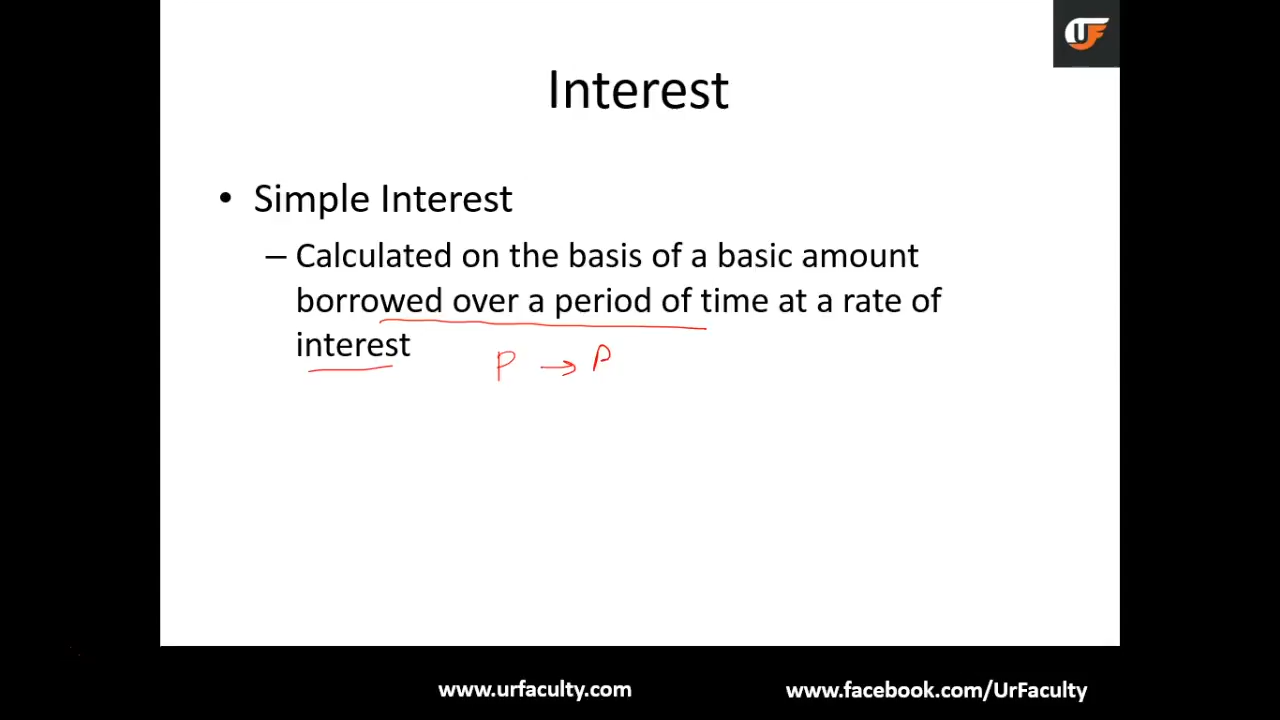 UF
Interest
• Simple Interest
– Calculated on the basis of a basic amount
borrowed over a period of time at a rate of
interest
P → P
www.urfaculty.com www.facebook.com/UrFaculty